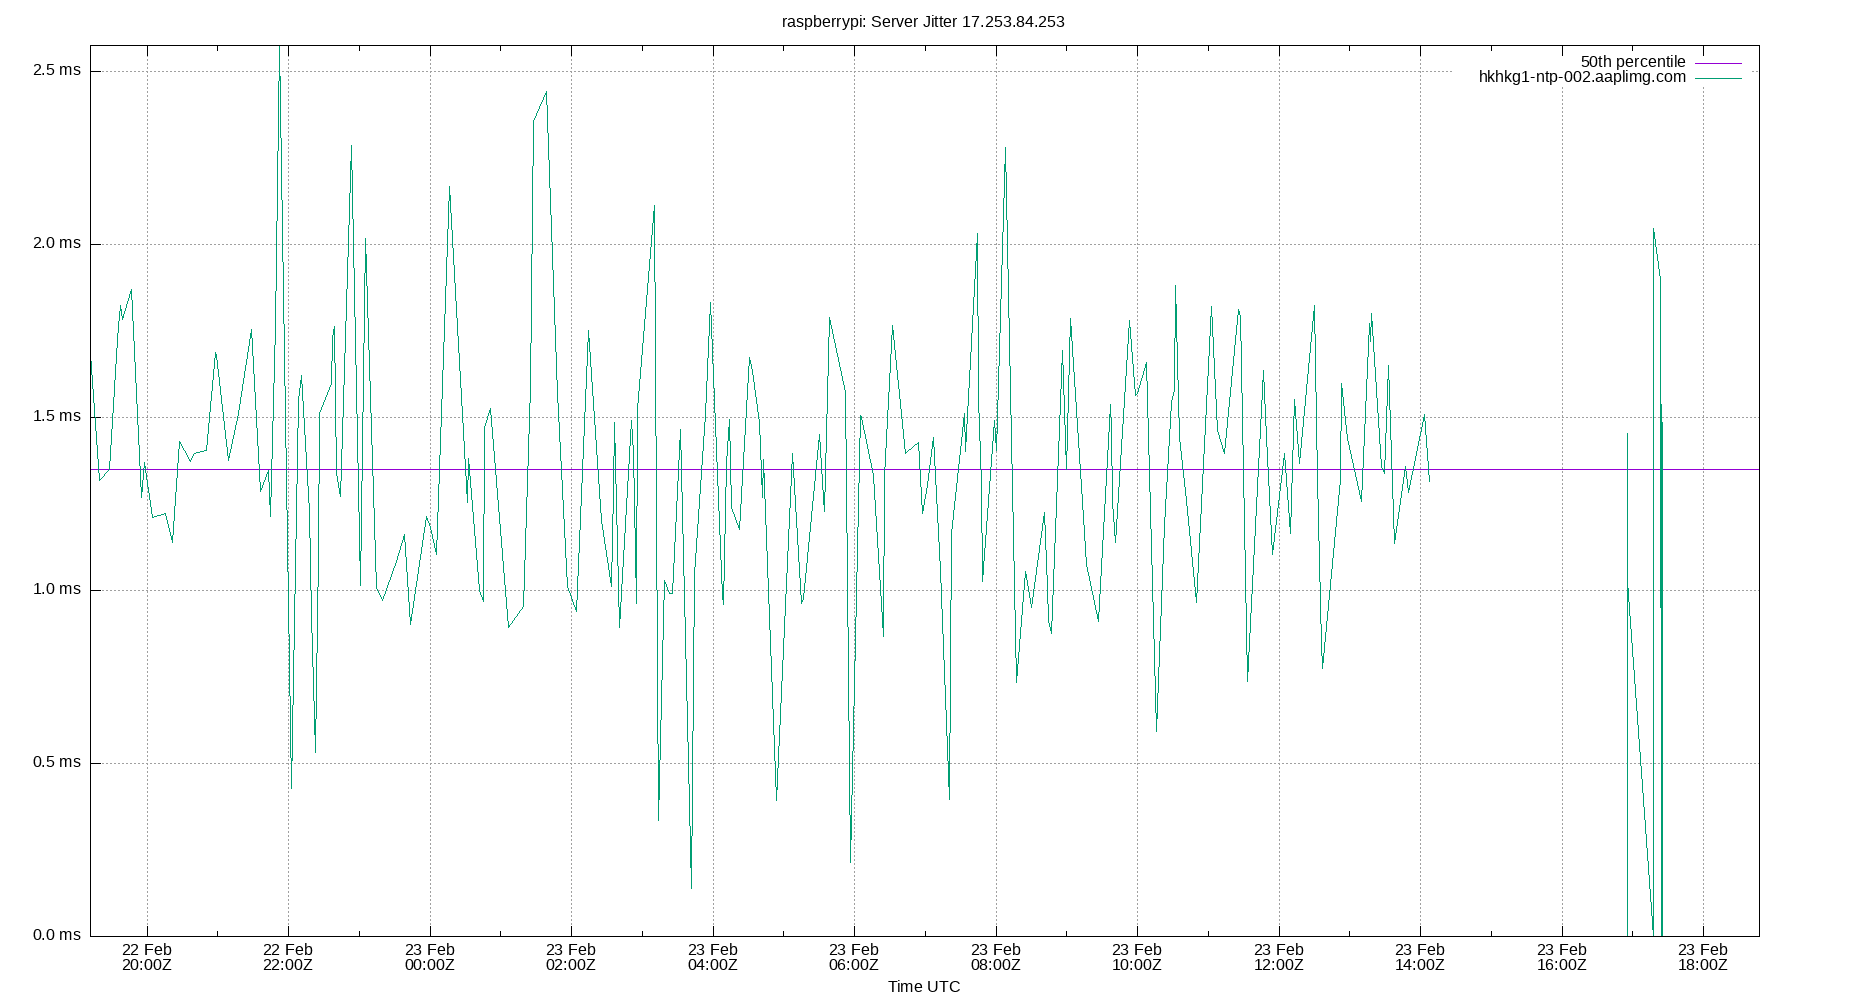 raspberrypi: Server Jitter 17.253.84.253
50th percentile
hkhkg1-ntp-002.aaplimg.com
2.5 ms
2.0 ms
1.5 ms
1.0 ms
0.5 ms
0.0 ms
22 Feb 22 Feb 23 Feb 23 Feb 23 Feb 23 Feb 23 Feb 23 Feb 23 Feb 23 Feb 23 Feb 23 Feb
20:00Z 22:00Z 00:00Z 02:00Z 04:00Z 06:00Z 08:00Z 10:00Z 12:00Z 14:00Z 16:00Z 18:00Z
Time UTC